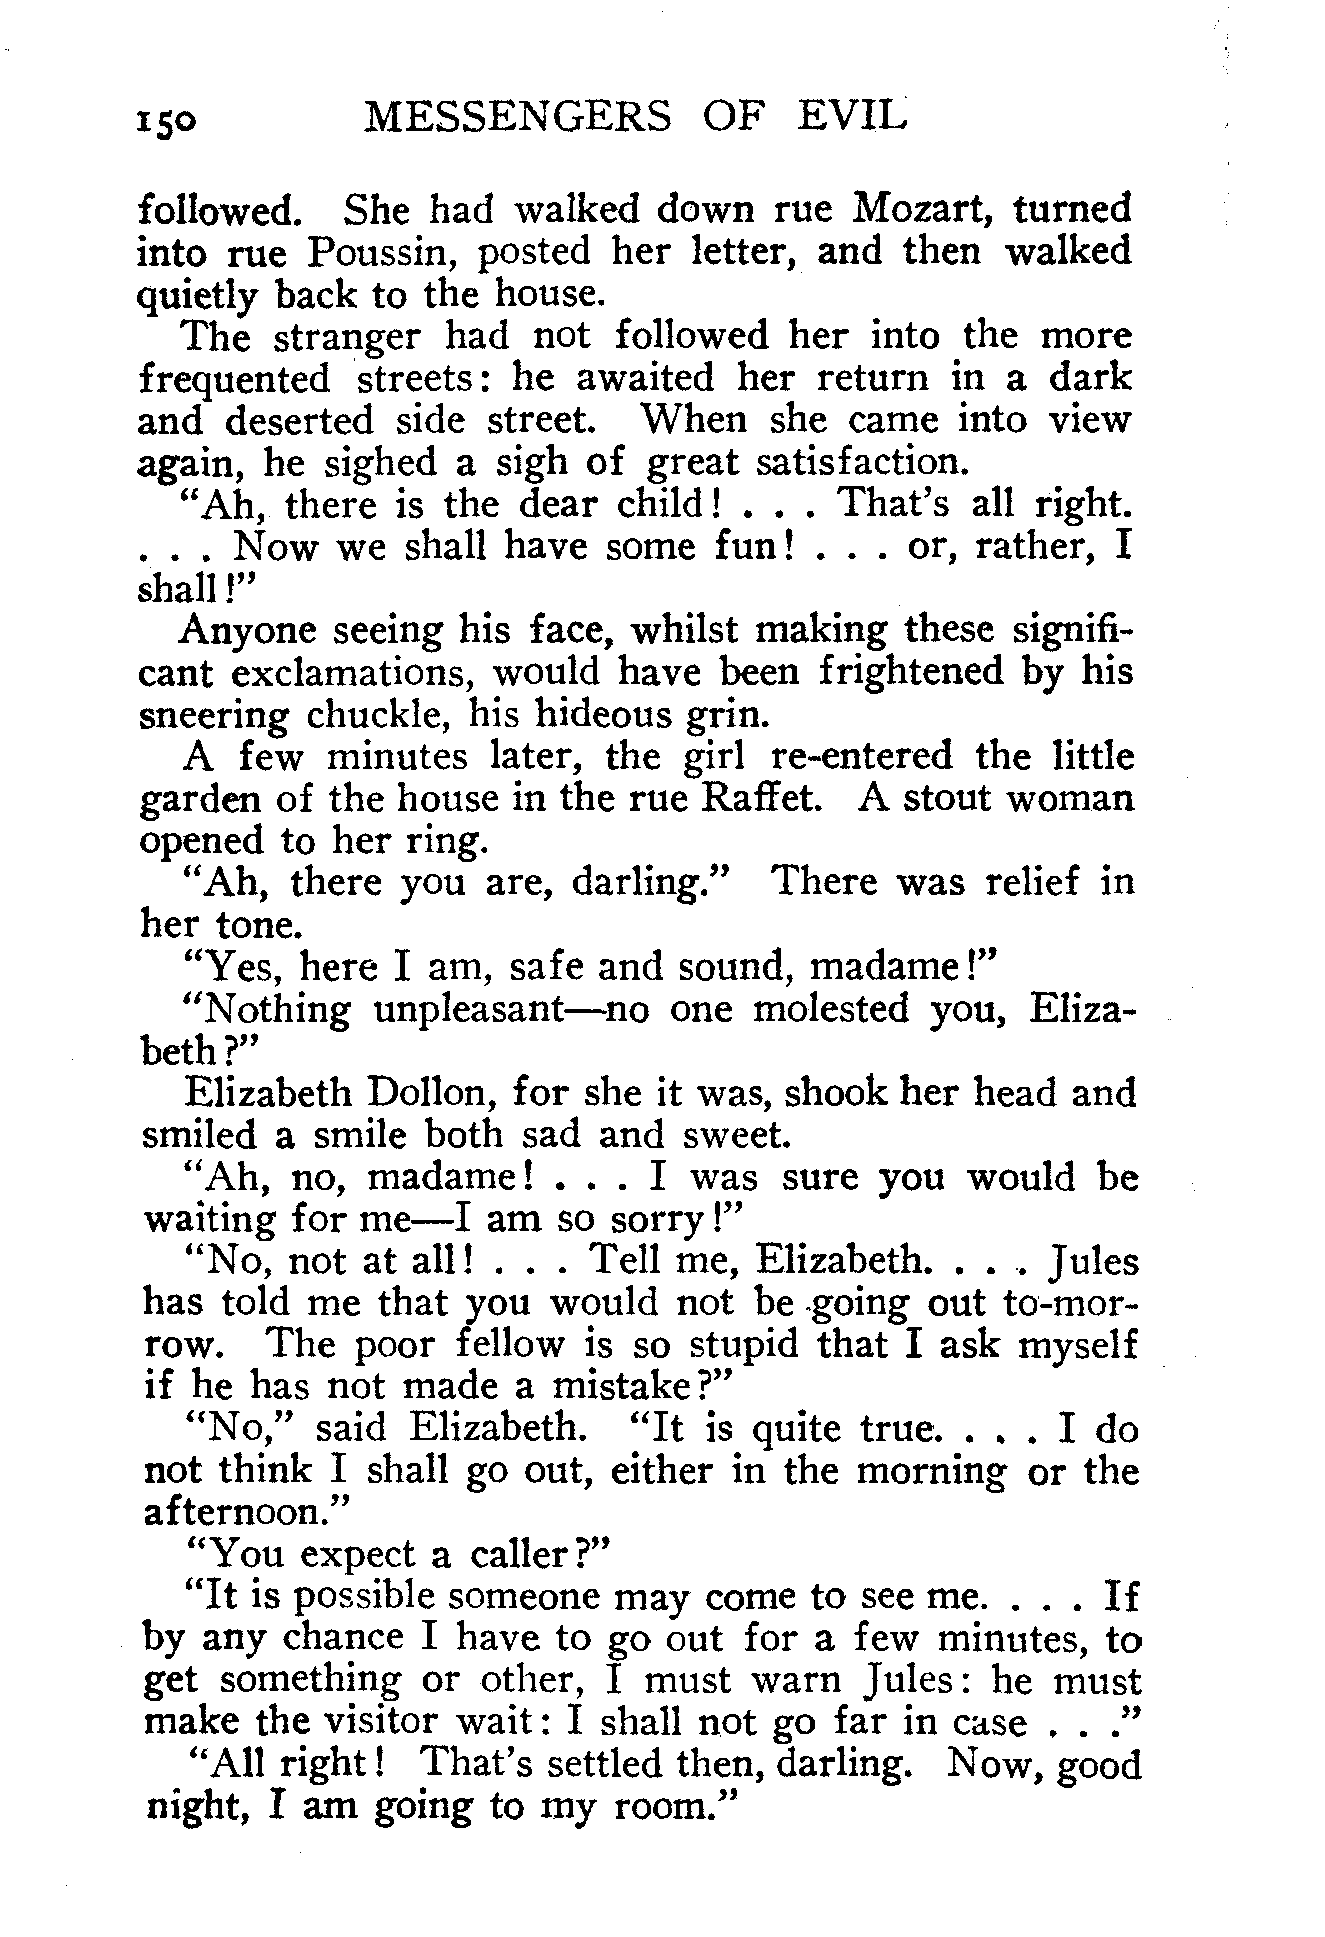 150 MESSENGERS OF EVIL
followed. She had walked down rue Mozart, turned
into rue Poussin, posted her letter, and then walked
quietly back to the house.
The stranger had not followed her into the more
frequented streets: he awaited her return in a dark
and deserted side street. When she came into view
again, he sighed a sigh of great satisfaction.
"Ah, there is the dear child! . . . That's all right.
. . . Now we shall have some fun! . . . or, rather, I
shall!"
Anyone seeing his face, whilst making these signifi-
cant exclamations, would have been frightened by his
sneering chuckle, his hideous grin.
A few minutes later, the girl re-entered the little
garden of the house in the rue Raffet. A stout woman
opened to her ring.
"Ah, there you are, darling." There was relief in
her tone.
"Yes, here I am, safe and sound, madame!"
"Nothing unpleasant—no one molested you, Eliza-
beth?"
Elizabeth Dollon, for she it was, shook her head and
smiled a smile both sad and sweet.
"Ah, no, madame! . . . I was sure you would be
waiting for me—I am so sorry!"
"No, not at all! . . . Tell me, Elizabeth. . . . Jules
has told me that you would not be going out to-mor-
row. The poor fellow is so stupid that I ask myself
if he has not made a mistake?"
"No," said Elizabeth. "It is quite true. . . . I do
not think I shall go out, either in the morning or the
afternoon."
"You expect a caller?"
"It is possible someone may come to see me. . . . If
by any chance I have to go out for a few minutes, to
get something or other, I must warn Jules: he must
make the visitor wait: I shall not go far in case . . ."
"All right! That's settled then, darling. Now, good
night, I am going to my room."